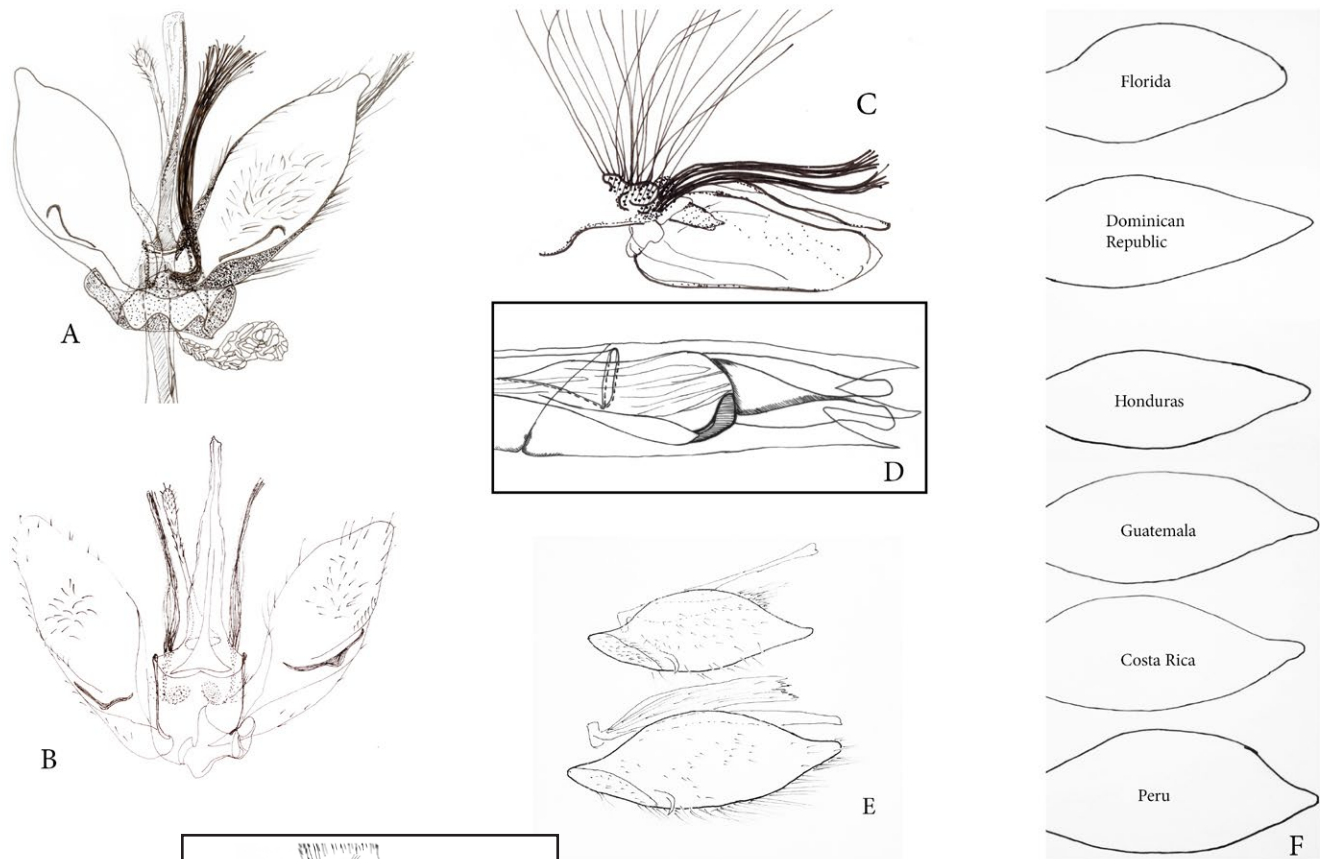 A
B
C
D
E
Florida
Dominican
Republic
Honduras
Guatemala
Costa Rica
Peru
F